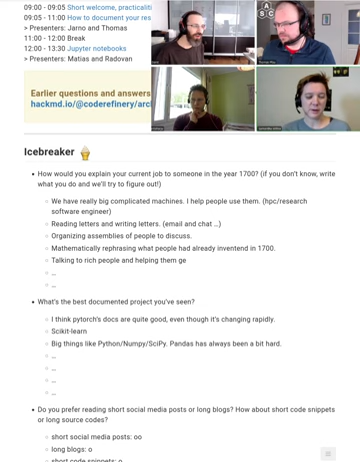 09:00 - 09:05 Short welcome, practicaliti
09:05 - 11:00 How to document your res
> Presenters: Jarno and Thomas
11:00 - 12:00 Break
12:00 - 13:30 Jupyter notebooks
> Presenters: Matias and Radovan
Earlier questions and answers
hackmd.io/@coderefinery/arcl
Icebreaker
How would you explain your current job to someone in the year 1700? (if you don't know, write
what you do and we'll try to figure out!)
We have really big complicated machines. I help people use them. (hpc/research
software engineer)
Reading letters and writing letters. (email and chat ...)
Organizing assemblies of people to discuss.
Mathematically rephrasing what people had already inventend in 1700.
Talking to rich people and helping them ge
...
...
What's the best documented project you've seen?
I think pytorch's docs are quite good, even though it's changing rapidly.
Scikit-learn
Big things like Python/Numpy/SciPy. Pandas has always been a bit hard.
...
...
...
...
Do you prefer reading short social media posts or long blogs? How about short code snippets
or long source codes?
short social media posts: oo
long blogs: o
short code snippets: o